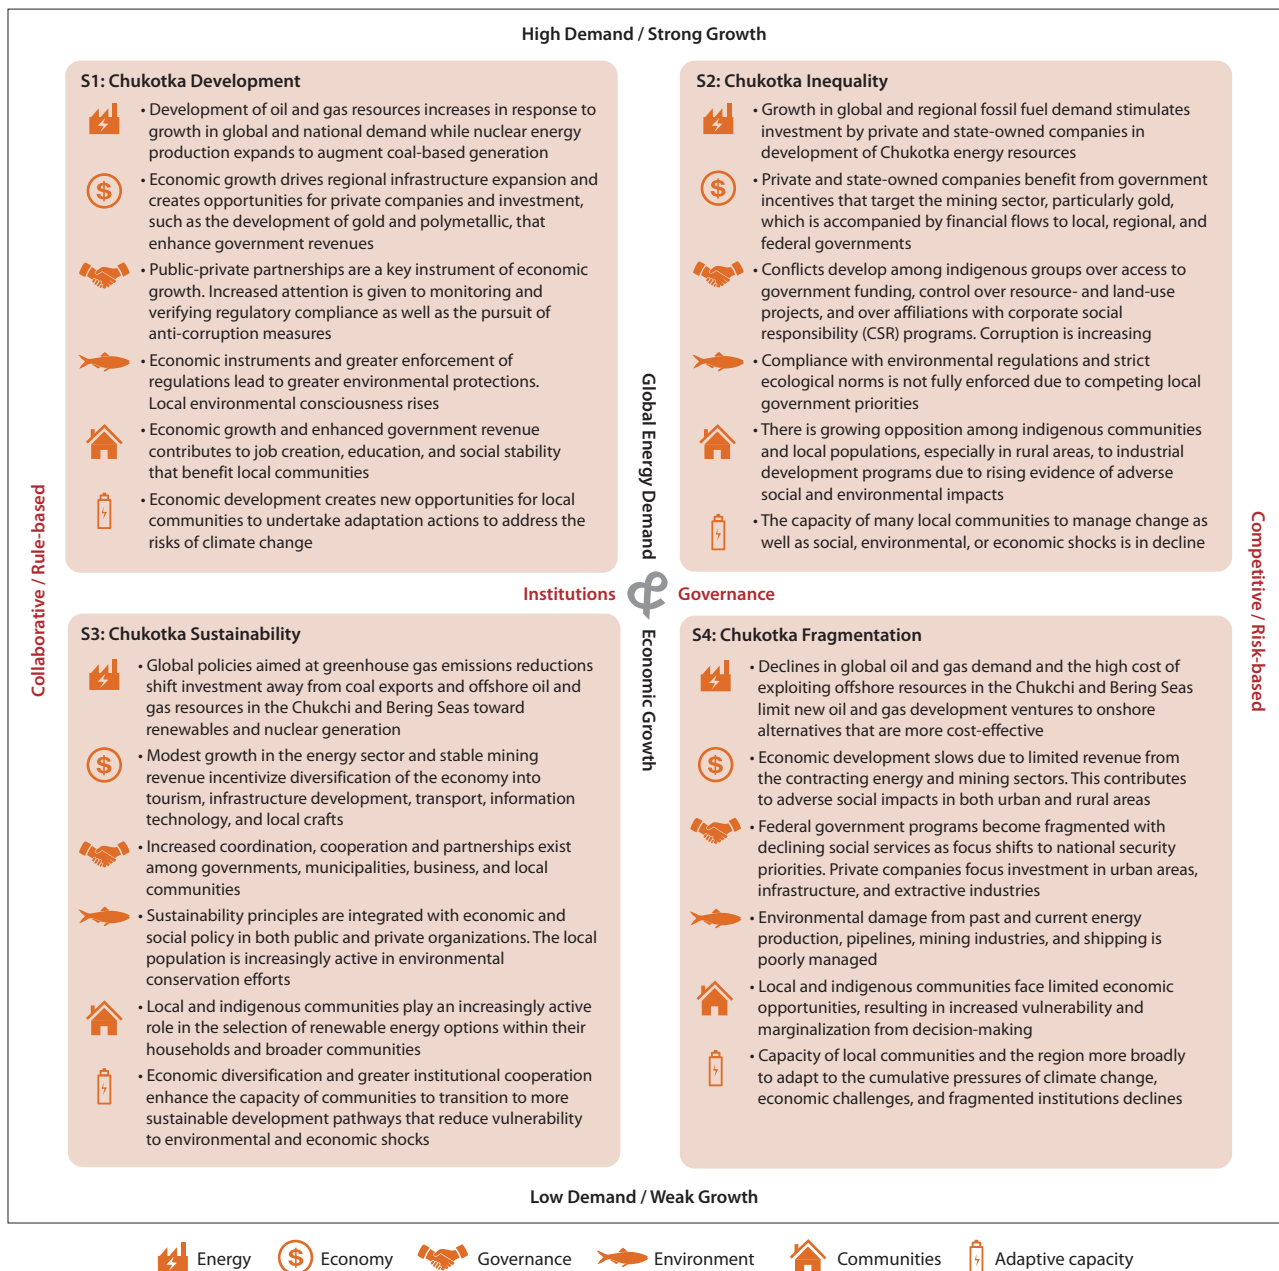 High Demand / Strong Growth
S1: Chukotka Development
• Development of oil and gas resources increases in response to
growth in global and national demand while nuclear energy
production expands to augment coal-based generation
• Economic growth drives regional infrastructure expansion and
creates opportunities for private companies and investment,
such as the development of gold and polymetallic, that
enhance government revenues
• Public-private partnerships are a key instrument of economic
growth. Increased attention is given to monitoring and
verifying regulatory compliance as well as the pursuit of
anti-corruption measures
• Economic instruments and greater enforcement of
regulations lead to greater environmental protections.
Local environmental consciousness rises
• Economic growth and enhanced government revenue
contributes to job creation, education, and social stability
that benefit local communities
• Economic development creates new opportunities for local
communities to undertake adaptation actions to address the
risks of climate change
S2: Chukotka Inequality
• Growth in global and regional fossil fuel demand stimulates
investment by private and state-owned companies in
development of Chukotka energy resources
• Private and state-owned companies benefit from government
incentives that target the mining sector, particularly gold,
which is accompanied by financial flows to local, regional, and
federal governments
• Conflicts develop among indigenous groups over access to
government funding, control over resource- and land-use
projects, and over affiliations with corporate social
responsibility (CSR) programs. Corruption is increasing
• Compliance with environmental regulations and strict
ecological norms is not fully enforced due to competing local
government priorities
• There is growing opposition among indigenous communities
and local populations, especially in rural areas, to industrial
development programs due to rising evidence of adverse
social and environmental impacts
• The capacity of many local communities to manage change as
well as social, environmental, or economic shocks is in decline
Collaborative / Rule-based
Global Energy Demand
Institutions & Governance
Economic Growth
Competitive / Risk-based
S3: Chukotka Sustainability
• Global policies aimed at greenhouse gas emissions reductions
shift investment away from coal exports and offshore oil and
gas resources in the Chukchi and Bering Seas toward
renewables and nuclear generation
• Modest growth in the energy sector and stable mining
revenue incentivize diversification of the economy into
tourism, infrastructure development, transport, information
technology, and local crafts
• Increased coordination, cooperation and partnerships exist
among governments, municipalities, business, and local
communities
• Sustainability principles are integrated with economic and
social policy in both public and private organizations. The local
population is increasingly active in environmental
conservation efforts
• Local and indigenous communities play an increasingly active
role in the selection of renewable energy options within their
households and broader communities
• Economic diversification and greater institutional cooperation
enhance the capacity of communities to transition to more
sustainable development pathways that reduce vulnerability
to environmental and economic shocks
S4: Chukotka Fragmentation
• Declines in global oil and gas demand and the high cost of
exploiting offshore resources in the Chukchi and Bering Seas
limit new oil and gas development ventures to onshore
alternatives that are more cost-effective
• Economic development slows due to limited revenue from
the contracting energy and mining sectors. This contributes
to adverse social impacts in both urban and rural areas
• Federal government programs become fragmented with
declining social services as focus shifts to national security
priorities. Private companies focus investment in urban areas,
infrastructure, and extractive industries
• Environmental damage from past and current energy
production, pipelines, mining industries, and shipping is
poorly managed
• Local and indigenous communities face limited economic
opportunities, resulting in increased vulnerability and
marginalization from decision-making
• Capacity of local communities and the region more broadly
to adapt to the cumulative pressures of climate change,
economic challenges, and fragmented institutions declines
Low Demand / Weak Growth
Energy
Economy
Governance
Environment
Communities
Adaptive capacity